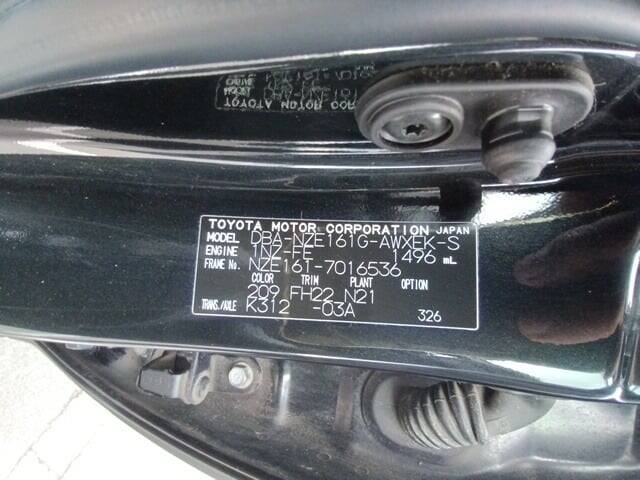 TOYOTA MOTOR CORPORATION JAPAN
MODEL DBA-NZE161G-AWXEK-S
ENGINE 1NZ-FE 1496 mL
FRAME No. NZE161-7016536
COLOR TRIM PLANT OPTION
209 FH22 N21
TRANS./AXLE K312 -03A
326